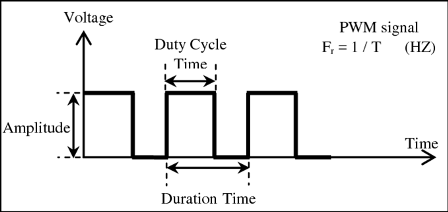 Voltage
PWM signal
Fr = 1 / T (HZ)
Duty Cycle
Time
Amplitude
Time
Duration Time